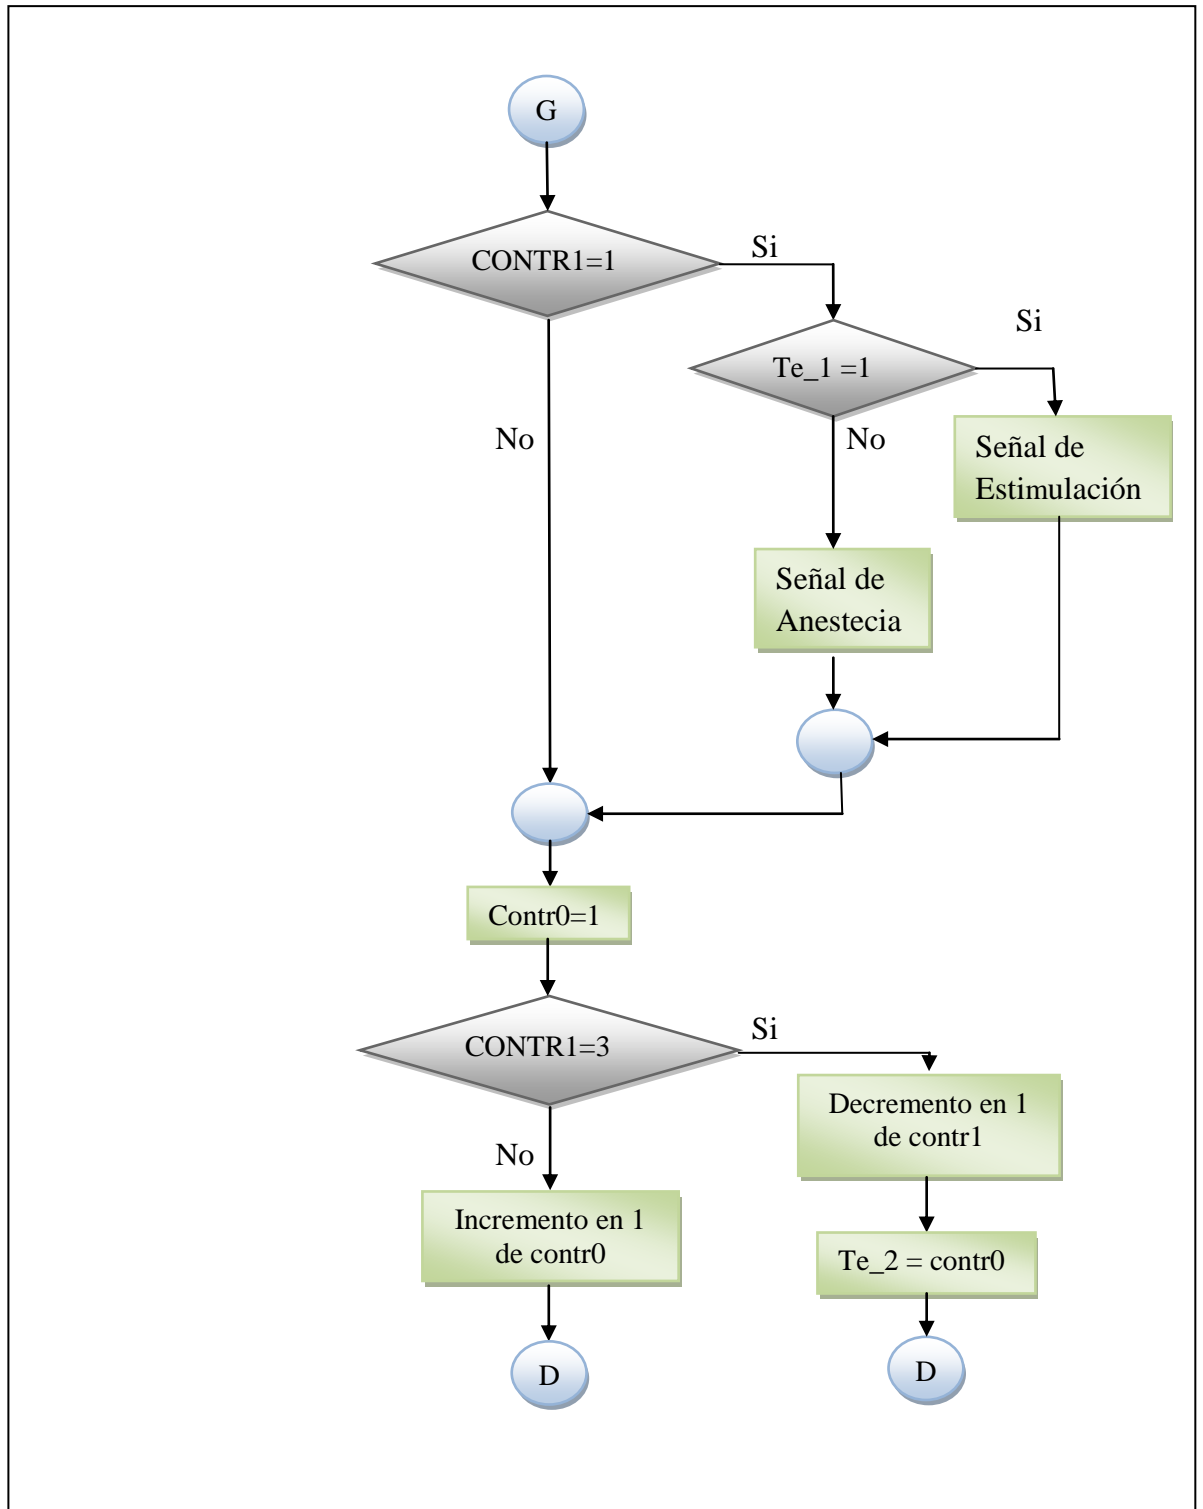 G
CONTR1=1
Si
Te_1 =1
Si
No
No
Señal de
Estimulación
Señal de
Anestecia
Contr0=1
CONTR1=3
Si
No
Decremento en 1
de contr1
Incremento en 1
de contr0
Te_2 = contr0
D
D